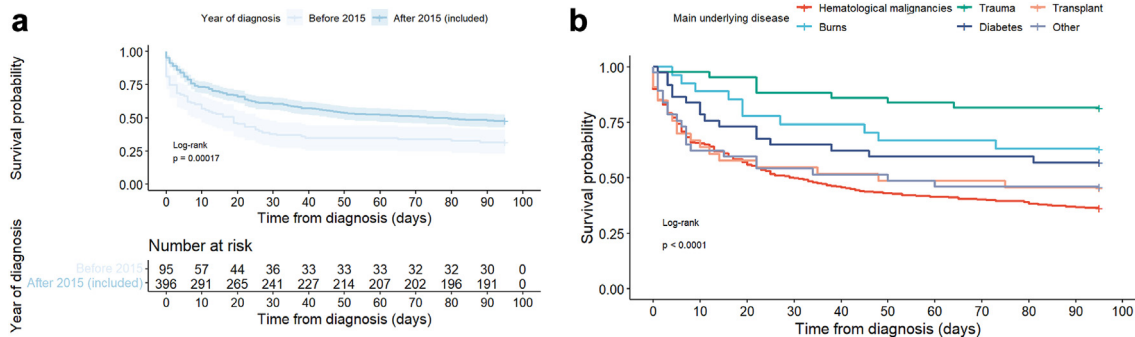 a
Year of diagnosis Before 2015 After 2015 (included)
Survival probability
1.00
0.75
0.50
0.25
0.00
Log-rank
p = 0.00017
0 10 20 30 40 50 60 70 80 90 100
Time from diagnosis (days)
Number at risk
Year of diagnosis
Before 2015 95 57 44 36 33 33 33 32 32 30 0
After 2015 (included) 396 291 265 241 227 214 207 202 196 191 0
0 10 20 30 40 50 60 70 80 90 100
Time from diagnosis (days)
b
Main underlying disease
Hematological malignancies Trauma Transplant
Burns Diabetes Other
Survival probability
1.00
0.75
0.50
0.25
0.00
Log-rank
p < 0.0001
0 10 20 30 40 50 60 70 80 90 100
Time from diagnosis (days)